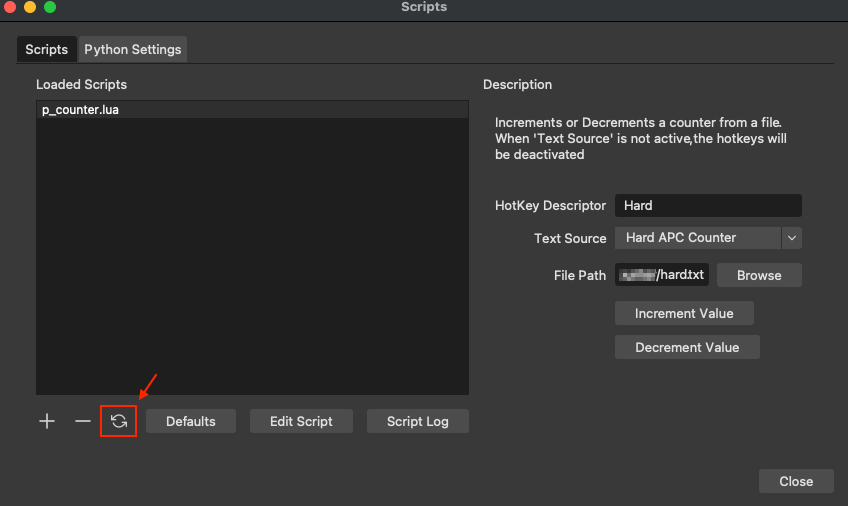 Scripts
Scripts
Python Settings
Loaded Scripts
p_counter.lua
Description
Increments or Decrements a counter from a file.
When 'Text Source' is not active,the hotkeys will
be deactivated
HotKey Descriptor
Hard
Text Source
Hard APC Counter
File Path
/hard.txt
Browse
Increment Value
Decrement Value
Defaults
Edit Script
Script Log
Close